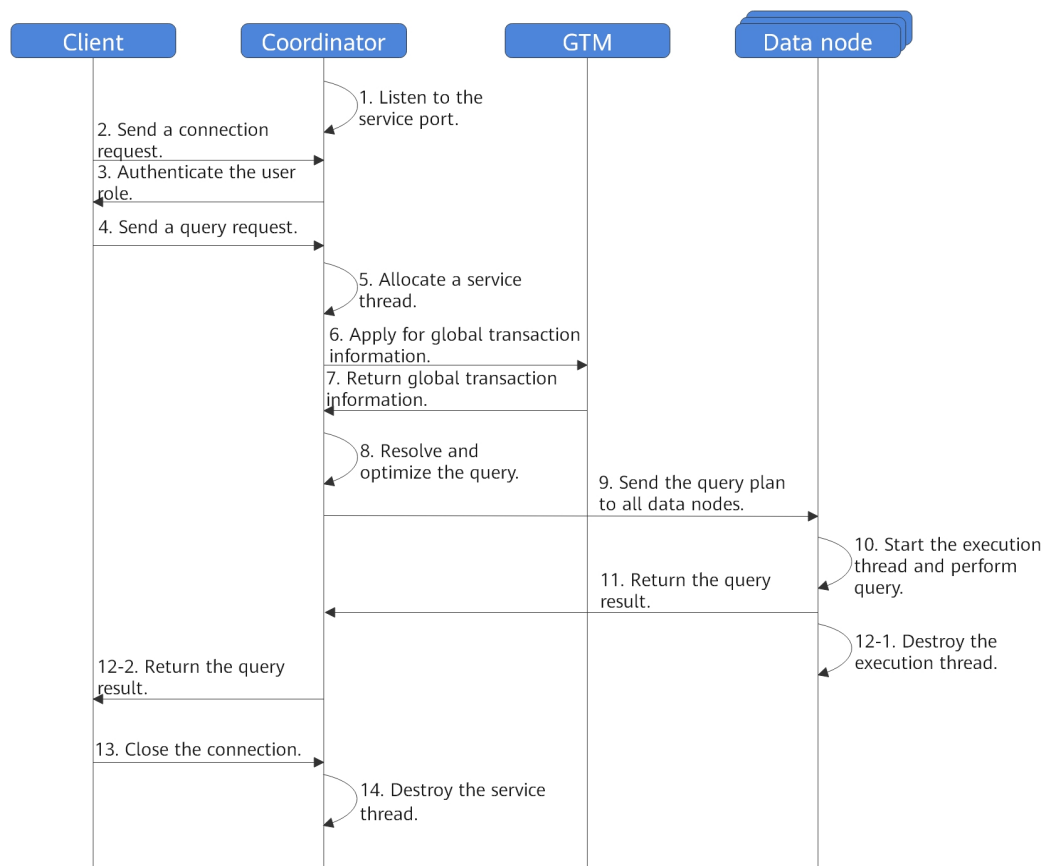 Client
Coordinator
GTM
Data node
1. Listen to the
service port.
2. Send a connection
request.
3. Authenticate the user
role.
4. Send a query request.
5. Allocate a service
thread.
6. Apply for global transaction
information.
7. Return global transaction
information.
8. Resolve and
optimize the query.
9. Send the query plan
to all data nodes.
10. Start the execution
thread and perform
query.
11. Return the query
result.
12-1. Destroy the
execution thread.
12-2. Return the query
result.
13. Close the connection.
14. Destroy the service
thread.